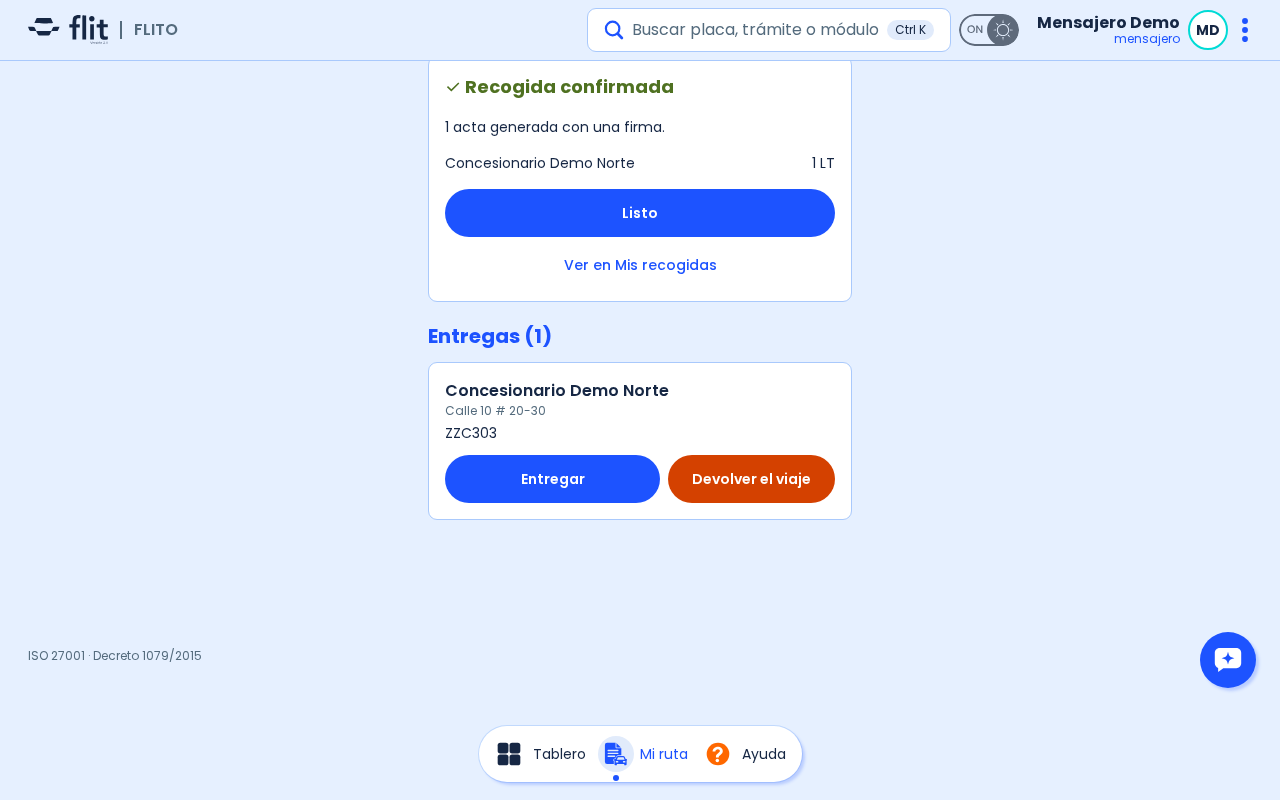 flit
FLITO
Buscar placa, trámite o módulo
Ctrl K
ON
Mensajero Demo
mensajero
MD
Recogida confirmada
1 acta generada con una firma.
Concesionario Demo Norte
1 LT
Listo
Ver en Mis recogidas
Entregas (1)
Concesionario Demo Norte
Calle 10 # 20-30
ZZC303
Entregar
Devolver el viaje
ISO 27001 · Decreto 1079/2015
Tablero
Mi ruta
Ayuda